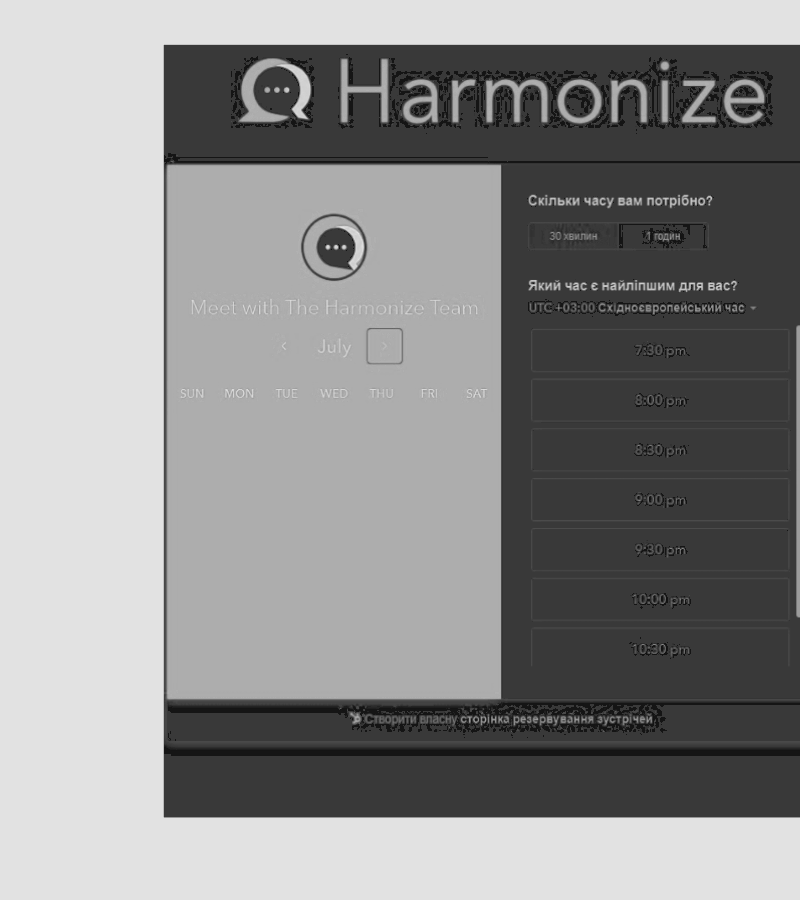 Harmonize
Meet with The Harmonize Team
July
SUN MON TUE WED THU FRI SAT
Скільки часу вам потрібно?
30 хвилин 1 годин
Який час є найліпшим для вас?
UTC +03:00 Східноєвропейський час
7:30 pm
8:00 pm
8:30 pm
9:00 pm
9:30 pm
10:00 pm
10:30 pm
Створити власну сторінка резервування зустрічей